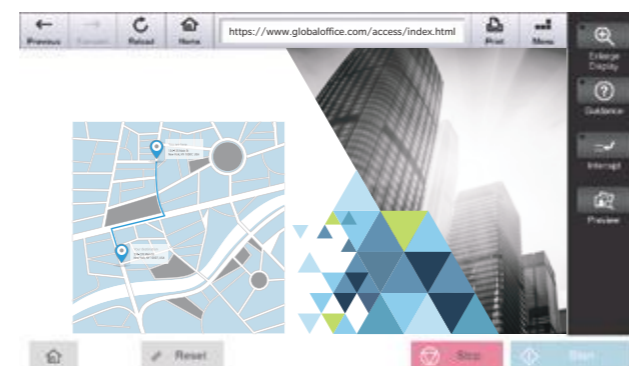 Previous
Reload
Home
https://www.globaloffice.com/access/index.html
Print
Menu
Enlarge
Display
Guidance
Interrupt
Preview
Reset
Stop
Start